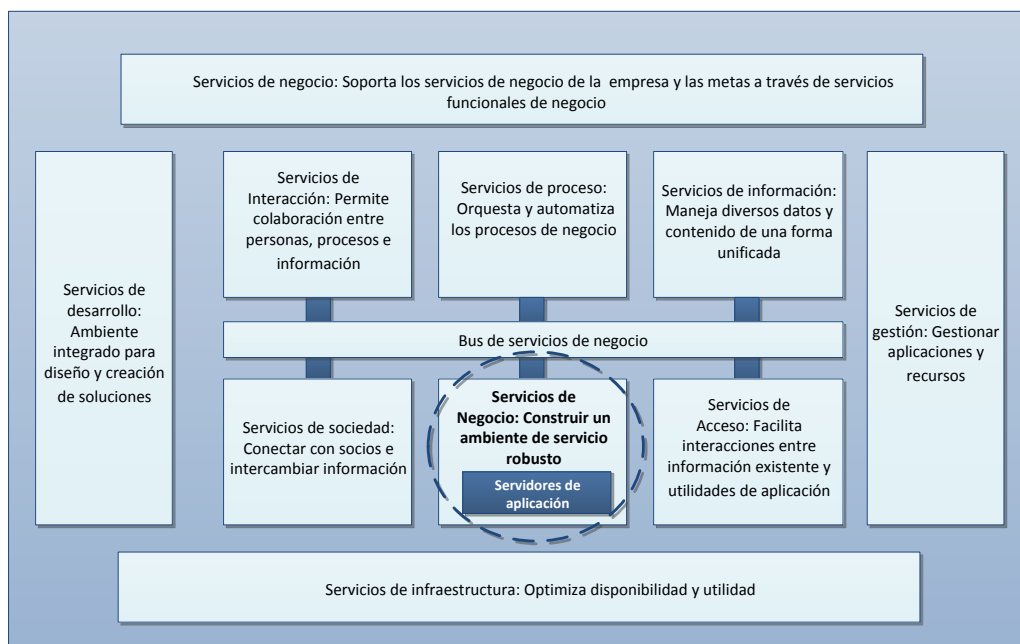 Servicios de negocio: Soporta los servicios de negocio de la  empresa y las metas a través de servicios
funcionales de negocio
Servicios de
desarrollo:
Ambiente
integrado para
diseño y creación
de soluciones
Servicios de
Interacción: Permite
colaboración entre
personas, procesos e
información
Servicios de proceso:
Orquesta y automatiza
los procesos de negocio
Servicios de información:
Maneja diversos datos y
contenido de una forma
unificada
Servicios de
gestión: Gestionar
aplicaciones y
recursos
Bus de servicios de negocio
Servicios de sociedad:
Conectar con socios e
intercambiar información
Servicios de
Negocio: Construir un
ambiente de servicio
robusto
Servidores de
aplicación
Servicios de
Acceso: Facilita
interacciones entre
información existente y
utilidades de aplicación
Servicios de infraestructura: Optimiza disponibilidad y utilidad